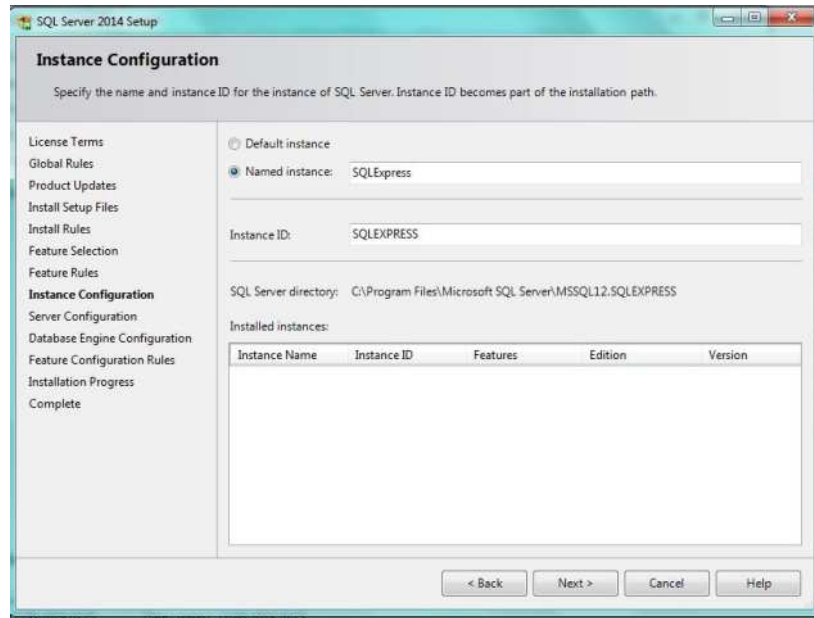 SQL Server 2014 Setup
Instance Configuration
Specify the name and instance ID for the instance of SQL Server. Instance ID becomes part of the installation path.
License Terms
Global Rules
Product Updates
Install Setup Files
Install Rules
Feature Selection
Feature Rules
Instance Configuration
Server Configuration
Database Engine Configuration
Feature Configuration Rules
Installation Progress
Complete
Default instance
Named instance: SQLExpress
Instance ID: SQLEXPRESS
SQL Server directory: C:\Program Files\Microsoft SQL Server\MSSQL12.SQLEXPRESS
Installed instances:
Instance Name Instance ID Features Edition Version
< Back Next > Cancel Help